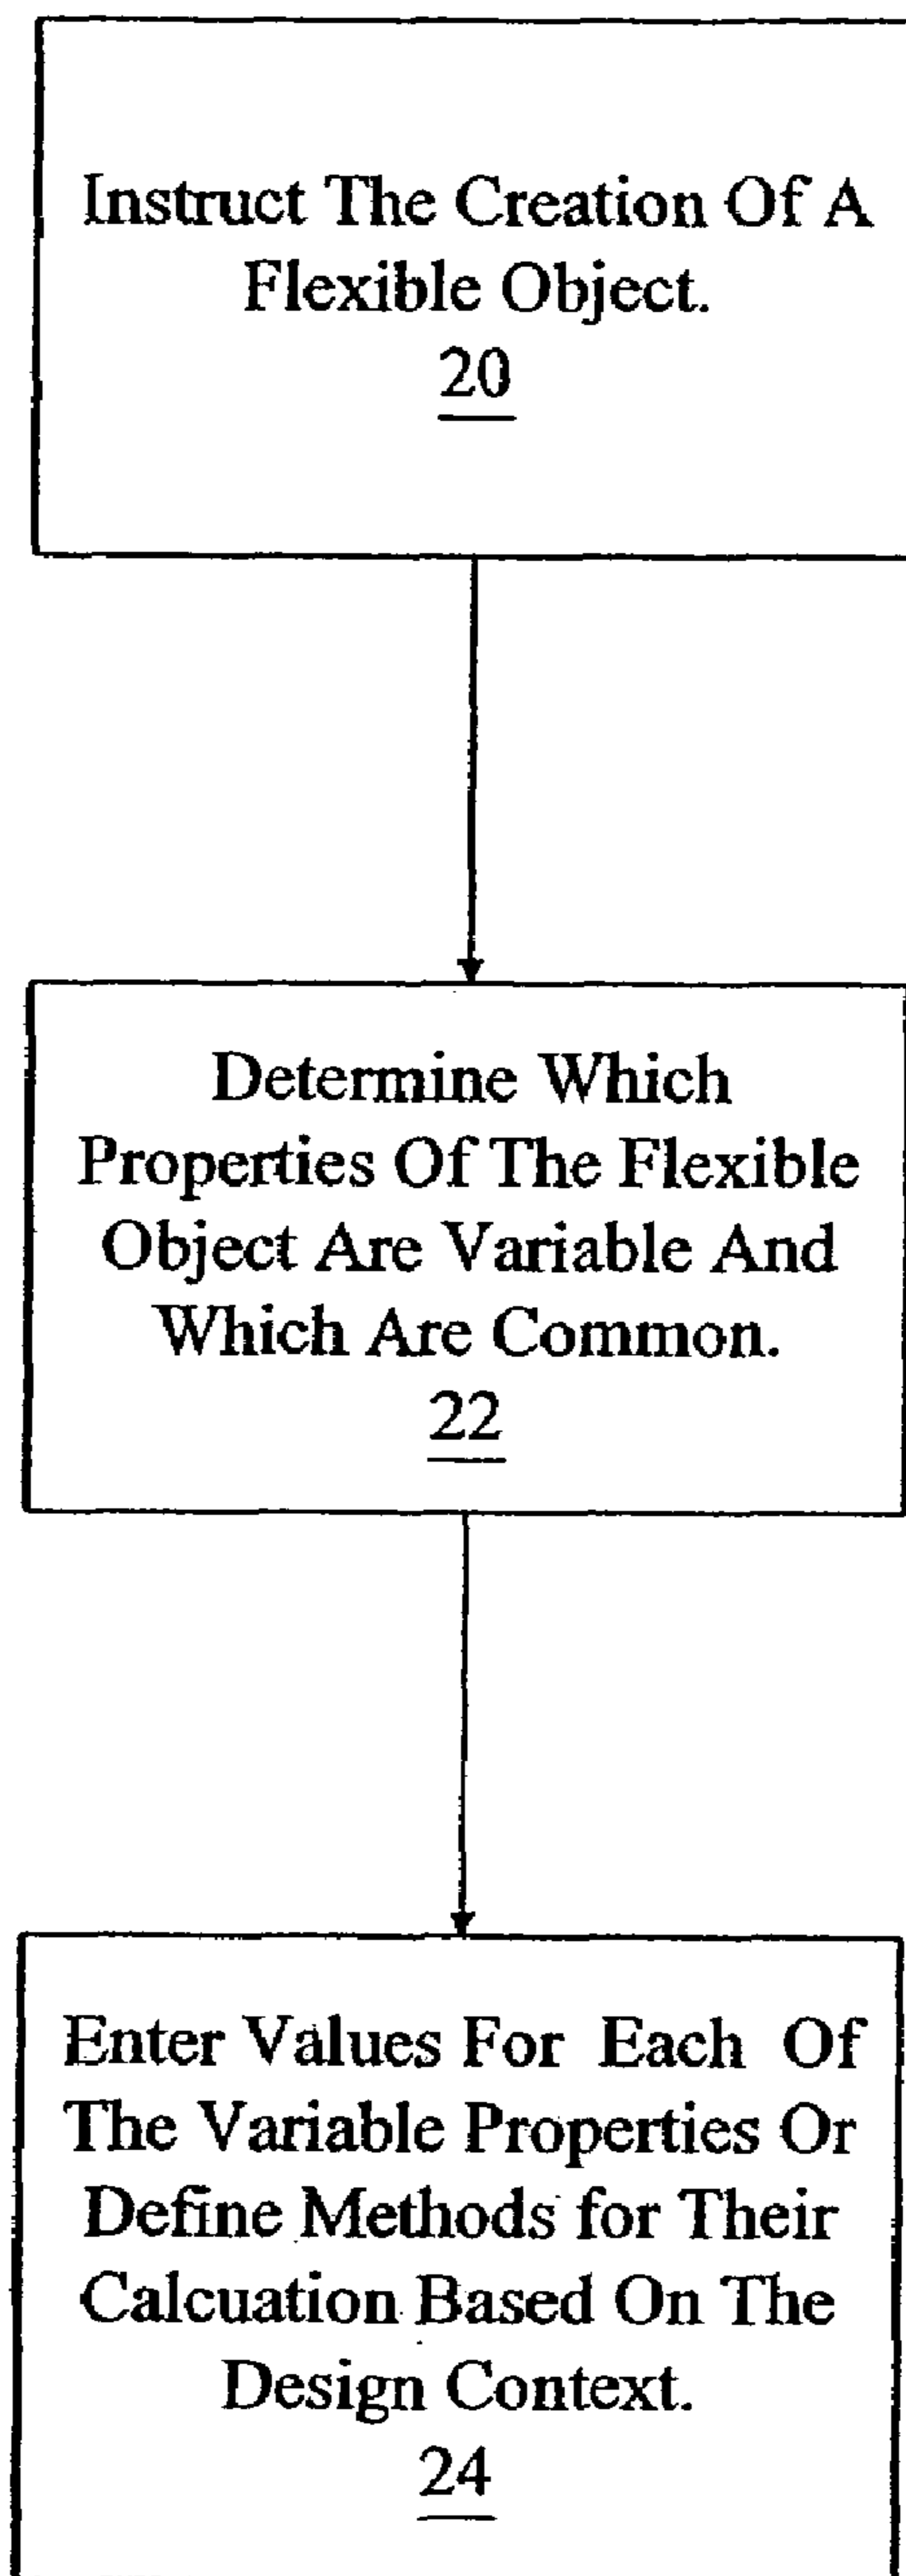 Instruct The Creation Of A
Flexible Object.
20
Determine Which
Properties Of The Flexible
Object Are Variable And
Which Are Common.
22
Enter Values For Each Of
The Variable Properties Or
Define Methods for Their
Calcuation Based On The
Design Context.
24